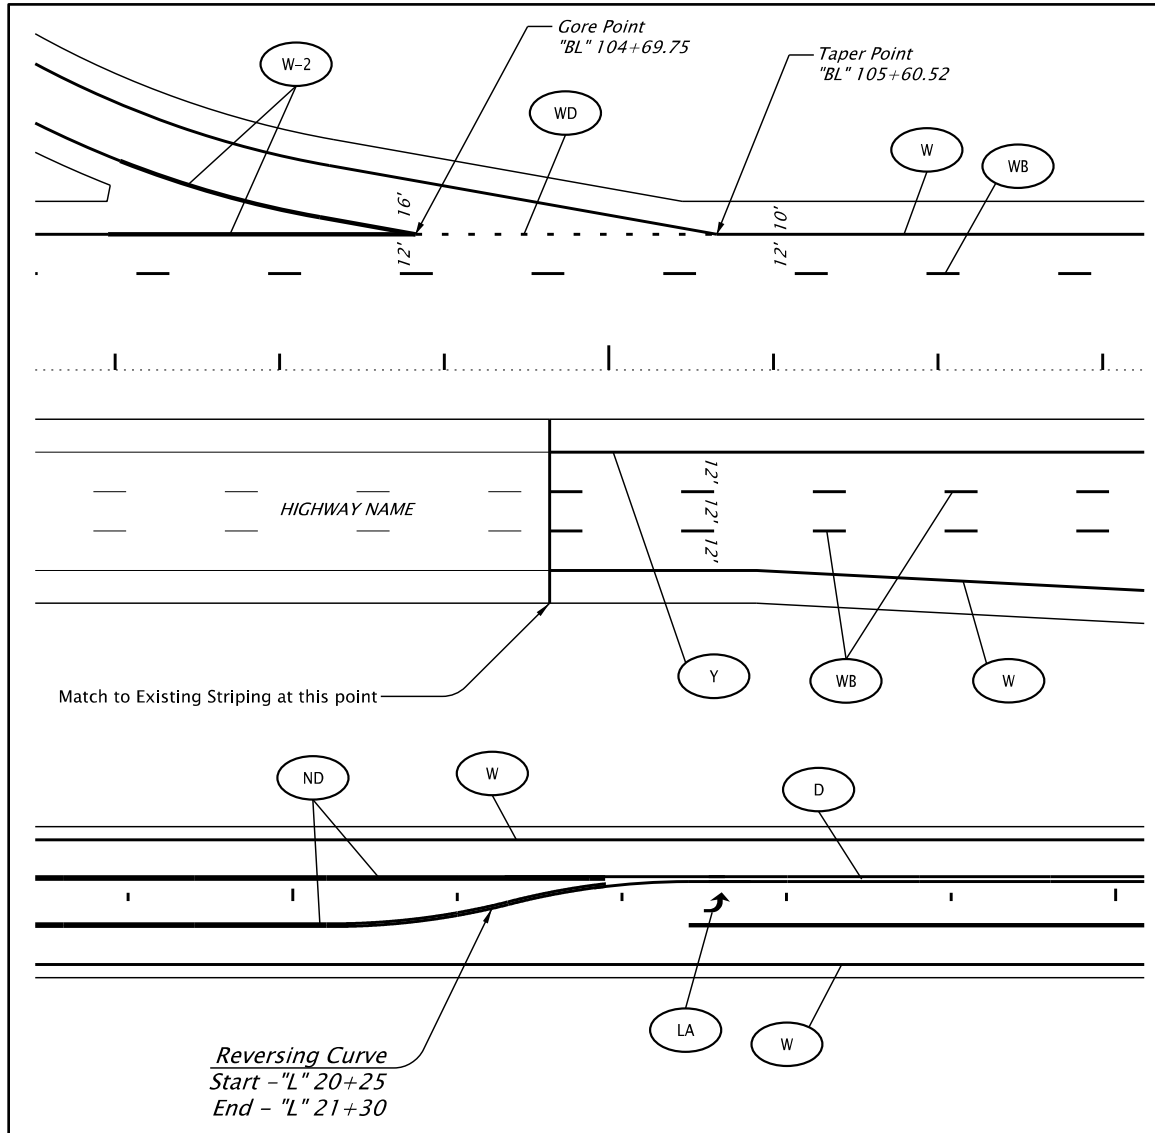 Gore Point
"BL" 104+69.75
Taper Point
"BL" 105+60.52
W-2
WD
W
WB
16'
12'
10'
12'
HIGHWAY NAME
12'
12'
12'
Match to Existing Striping at this point
Y
WB
W
ND
W
D
LA
W
Reversing Curve
Start -"L" 20+25
End - "L" 21+30